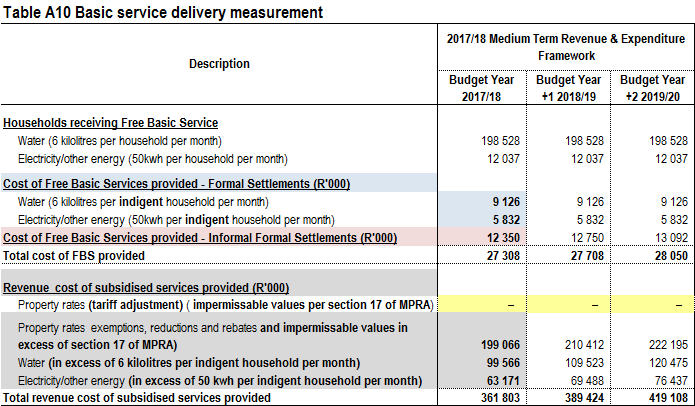 Table A10 Basic service delivery measurement
2017/18 Medium Term Revenue & Expenditure
Framework
Description
Budget Year 2017/18 Budget Year +1 2018/19 Budget Year +2 2019/20
Households receiving Free Basic Service
Water (6 kilolitres per household per month) 198 528 198 528 198 528
Electricity/other energy (50kwh per household per month) 12 037 12 037 12 037
Cost of Free Basic Services provided - Formal Settlements (R'000)
Water (6 kilolitres per indigent household per month) 9 126 9 126 9 126
Electricity/other energy (50kwh per indigent household per month) 5 832 5 832 5 832
Cost of Free Basic Services provided - Informal Formal Settlements (R'000) 12 350 12 750 13 092
Total cost of FBS provided 27 308 27 708 28 050
Revenue cost of subsidised services provided (R'000)
Property rates (tariff adjustment) ( impermissable values per section 17 of MPRA) – – –
Property rates exemptions, reductions and rebates and impermissable values in
excess of section 17 of MPRA) 199 066 210 412 222 195
Water (in excess of 6 kilolitres per indigent household per month) 99 566 109 523 120 475
Electricity/other energy (in excess of 50 kwh per indigent household per month) 63 171 69 488 76 437
Total revenue cost of subsidised services provided 361 803 389 424 419 108